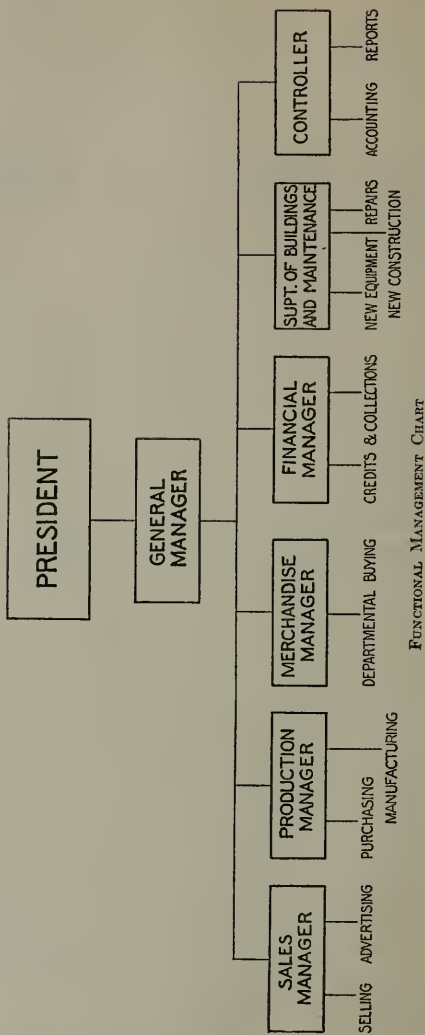 PRESIDENT
GENERAL
MANAGER
SALES
MANAGER
PRODUCTION
MANAGER
MERCHANDISE
MANAGER
FINANCIAL
MANAGER
SUPT. OF BUILDINGS
AND MAINTENANCE
CONTROLLER
SELLING
ADVERTISING
PURCHASING
MANUFACTURING
DEPARTMENTAL BUYING
CREDITS & COLLECTIONS
NEW EQUIPMENT
REPAIRS
NEW CONSTRUCTION
ACCOUNTING
REPORTS
FUNCTIONAL MANAGEMENT CHART